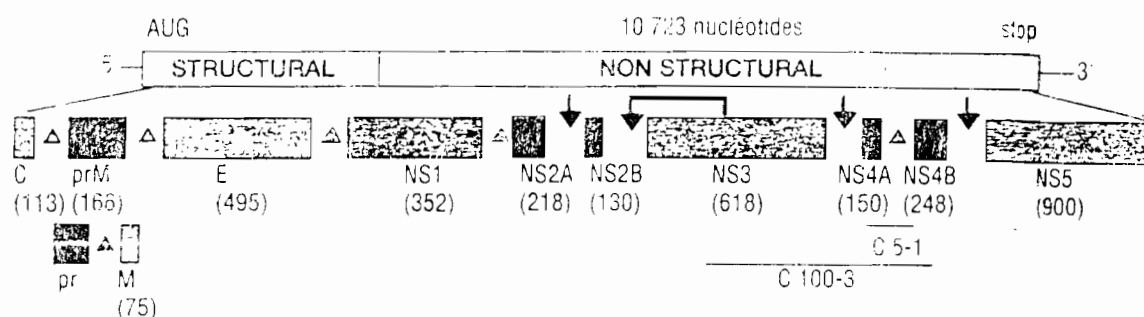 AUG 10 723 nucléotides stop
5' STRUCTURAL NON STRUCTURAL 3'
C prM E NS1 NS2A NS2B NS3 NS4A NS4B NS5
(113) (166) (495) (352) (218) (130) (618) (150) (248) (900)
C 5-1
C 100-3
pr M
(75)